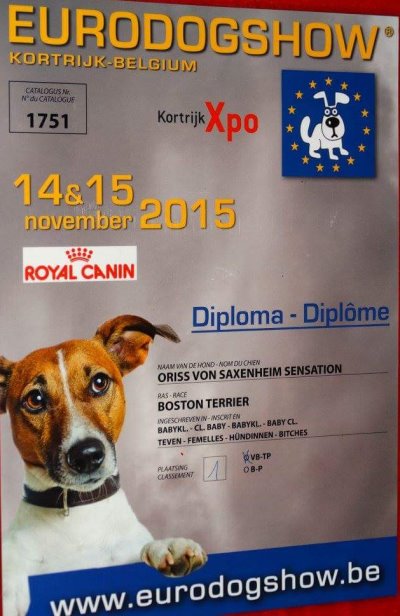 EURODOGSHOW®
KORTRIJK-BELGIUM
CATALOGUS Nr.
N° du CATALOGUE
1751
Kortrijk Xpo
14&15
november 2015
ROYAL CANIN
Diploma - Diplôme
NAAM VAN DE HOND - NOM DU CHIEN
ORISS VON SAXENHEIM SENSATION
RAS - RACE
BOSTON TERRIER
INGESCHREVEN IN - INSCRIT EN
BABYKL. - CL. BABY - BABYKL. - BABY CL.
TEVEN - FEMELLES - HÜNDINNEN - BITCHES
PLAATSING
CLASSEMENT
1
VB-TP
B-P
www.eurodogshow.be